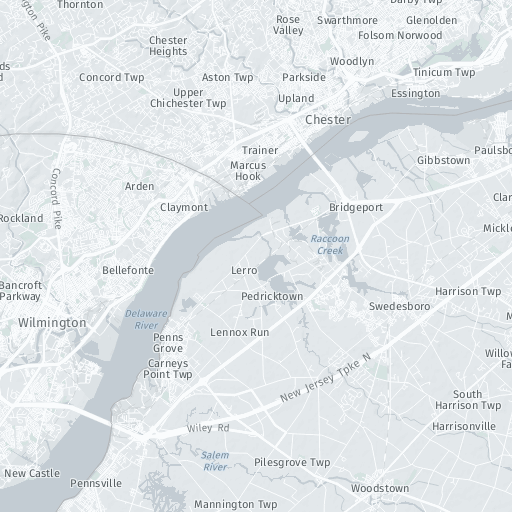 Thornton
Rose
Valley
Swarthmore
Glenolden
Folsom Norwood
Chester
Heights
Woodlyn
Concord Twp
Aston Twp
Parkside
Tinicum Twp
Upper
Chichester Twp
Upland
Essington
Chester
Trainer
Marcus
Hook
Gibbstown
Arden
Concord Pike
Claymont
Bridgeport
Rockland
Raccoon
Creek
Bellefonte
Lerro
Bancroft
Parkway
Pedricktown
Harrison Twp
Swedesboro
Delaware
River
Wilmington
Lennox Run
Penns
Grove
Carneys
Point Twp
New Jersey Tpke N
South
Harrison Twp
Wiley Rd
Harrisonville
Salem
River
Pilesgrove Twp
New Castle
Pennsville
Woodstown
Mannington Twp